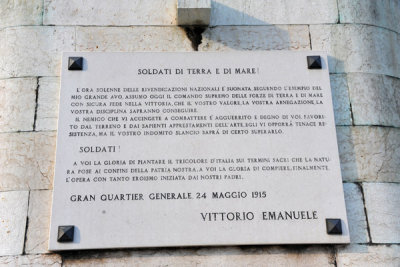 SOLDATI DI TERRA E DI MARE!
L'ORA SOLENNE DELLE RIVENDICAZIONI NAZIONALI È SUONATA. SEGUENDO L'ESEMPIO DEL
MIO GRANDE AVO, ASSUMO OGGI IL COMANDO SUPREMO DELLE FORZE DI TERRA E DI MAR
CON SICURA FEDE NELLA VITTORIA, CHE IL VOSTRO VALORE, LA VOSTRA ABNEGAZIONE, LA
VOSTRA DISCIPLINA SAPRANNO CONSEGUIRE.
IL NEMICO CHE VI ACCINGETE A COMBATTERE È AGGUERRITO E DEGNO DI VOI. FAVORI
TO DAL TERRENO E DAI SAPIENTI APPRESTAMENTI DELL'ARTE, EGLI VI OPPORRÀ TENACE RE
SISTENZA, MA IL VOSTRO INDOMITO SLANCIO SAPRÀ DI CERTO SUPERARLO.
SOLDATI!
A VOI LA GLORIA DI PIANTARE IL TRICOLORE D'ITALIA SUI TERMINI SACRI CHE LA NATU
RA POSE AI CONFINI DELLA PATRIA NOSTRA. A VOI LA GLORIA DI COMPIERE, FINALMENTE,
L'OPERA CON TANTO EROISMO INIZIATA DAI NOSTRI PADRI.
GRAN QUARTIER GENERALE 24 MAGGIO 1915
VITTORIO EMANUELE